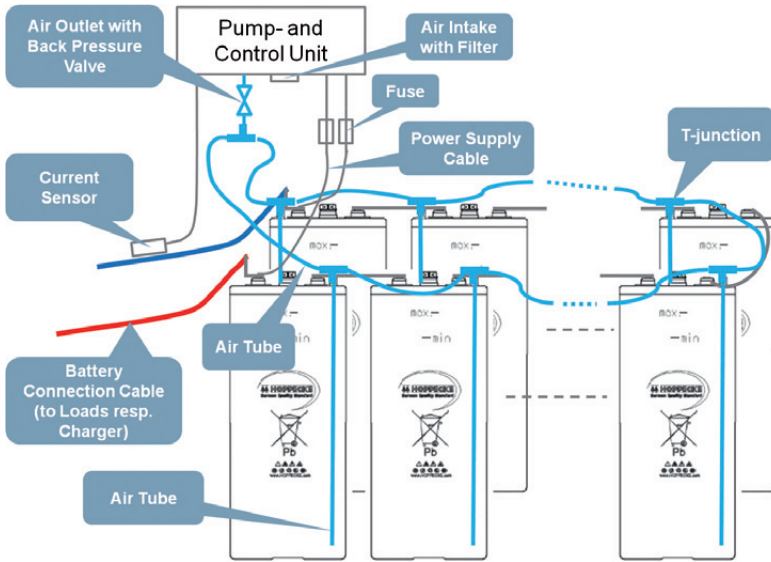 Air Outlet with
Back Pressure
Valve
Pump- and
Control Unit
Air Intake
with Filter
Fuse
Power Supply
Cable
T-junction
Current
Sensor
max.-
max.-
max.-
max.-
-min
max.-
-min
max.-
-min
Air Tube
Battery
Connection Cable
(to Loads resp.
Charger)
HOPPECKE
HOPPECKE
HOPPECKE
Pb
Pb
Pb
Air Tube